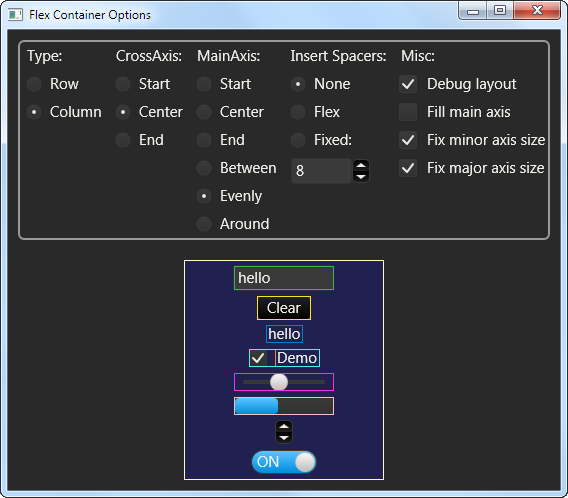 Flex Container Options
Type: CrossAxis: MainAxis: Insert Spacers: Misc:
Row Start Start None Debug layout
Column Center Center Flex Fill main axis
End End Fixed: Fix minor axis size
Between 8 Fix major axis size
Evenly
Around
hello
Clear
hello
Demo
ON